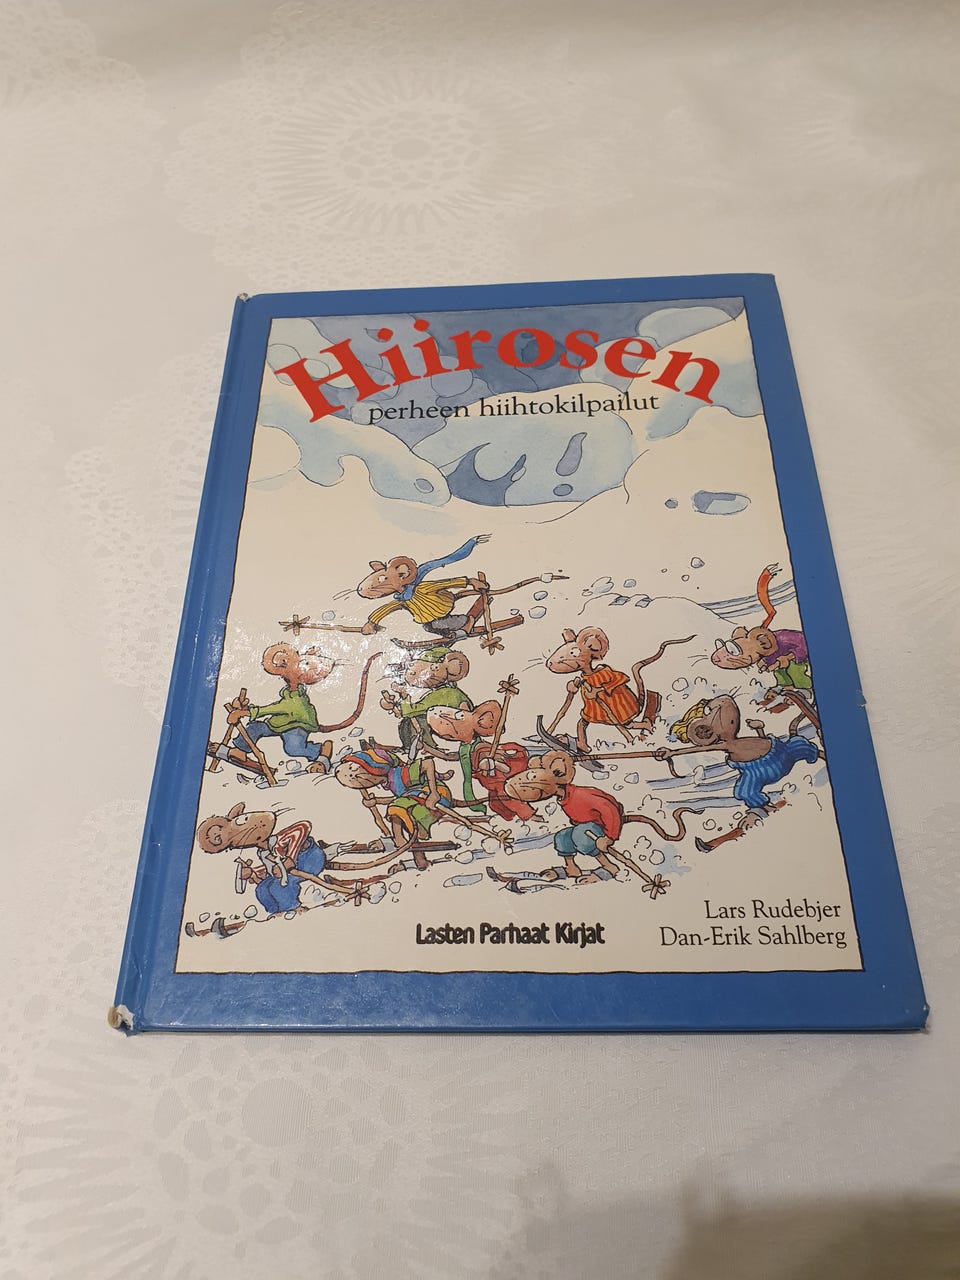 Hiirosen
perheen hiihtokilpailut
Lars Rudebjer
Lasten Parhaat Kirjat
Dan-Erik Sahlberg